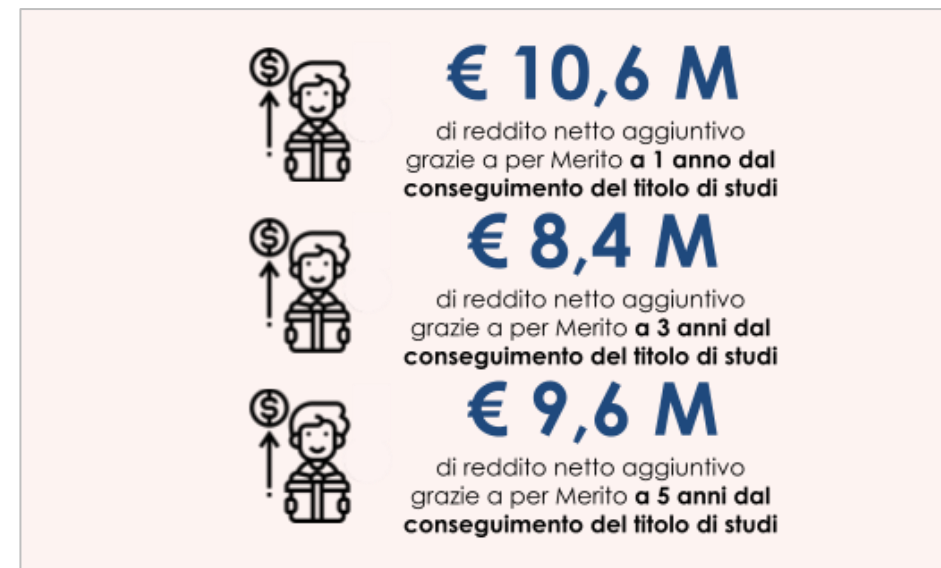 € 10,6 M
di reddito netto aggiuntivo
grazie a per Merito a 1 anno dal
conseguimento del titolo di studi
€ 8,4 M
di reddito netto aggiuntivo
grazie a per Merito a 3 anni dal
conseguimento del titolo di studi
€ 9,6 M
di reddito netto aggiuntivo
grazie a per Merito a 5 anni dal
conseguimento del titolo di studi